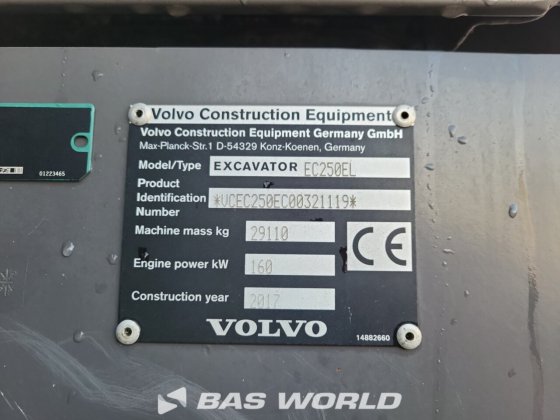 Volvo Construction Equipment
Volvo Construction Equipment Germany GmbH
Max-Planck-Str.1 D-54329 Konz-Koenen, Germany
Model/Type EXCAVATOR EC250EL
Product
Identification *VCEC250EC00321119*
Number
Machine mass kg 29110
Engine power kW 160
CE
Construction year 2017
VOLVO
14882660
01223465
BAS WORLD